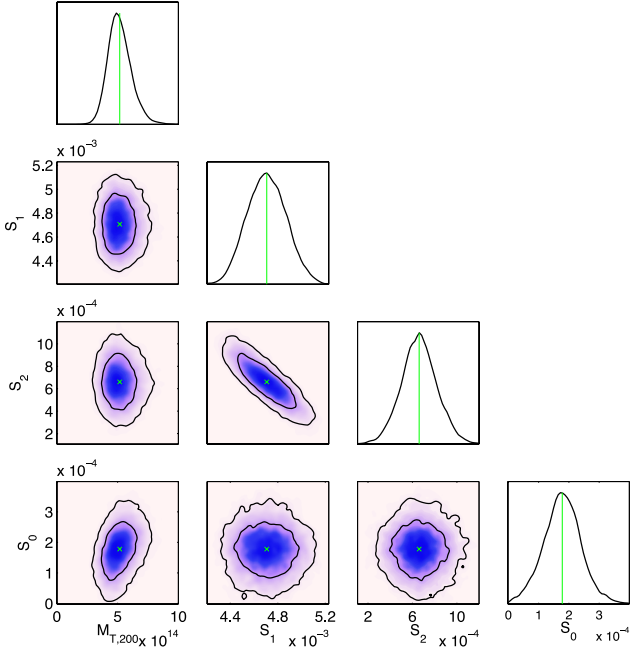 x 10⁻³
5.2
5
4.8
4.6
4.4
S₁
x 10⁻⁴
10
8
6
4
2
S₂
x 10⁻⁴
3
2
1
0
S₀
0 5 10
M_T,200 x 10¹⁴
4.4 4.8 5.2
S₁ x 10⁻³
2 6 10
S₂ x 10⁻⁴
0 1 2 3
S₀ x 10⁻⁴